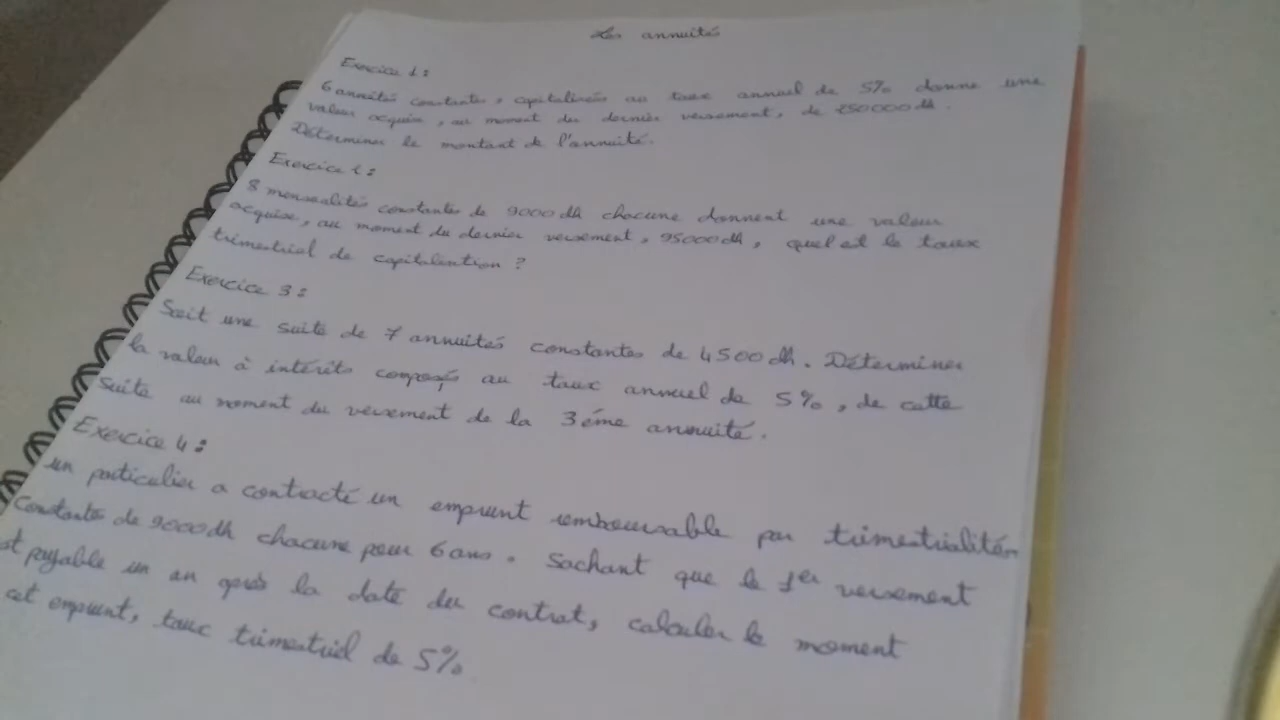 Les annuités
Exercice 1 :
6 annuités constantes, capitalisées au taux annuel de 5% donne une
valeur acquise, au moment du dernier versement, de 250000 dh.
Déterminer le montant de l'annuité.
Exercice 2 :
8 mensualités constantes de 9000 dh chacune donnent une valeur
acquise, au moment du dernier versement, 95000 dh, quel est le taux
trimestrial de capitalisation ?
Exercice 3 :
Soit une suite de 7 annuités constantes de 4500 dh. Déterminer
la valeur à intérêts composés au taux annuel de 5%, de cette
suite au moment du versement de la 3éme annuité.
Exercice 4 :
un particulier a contracté un emprunt remboursable par trimestrialités
Constantes de 9000 dh chacune pour 6 ans. Sachant que le 1er versement
st payable un an après la date du contrat, calculer le moment
cet emprunt, taux trimestriel de 5%